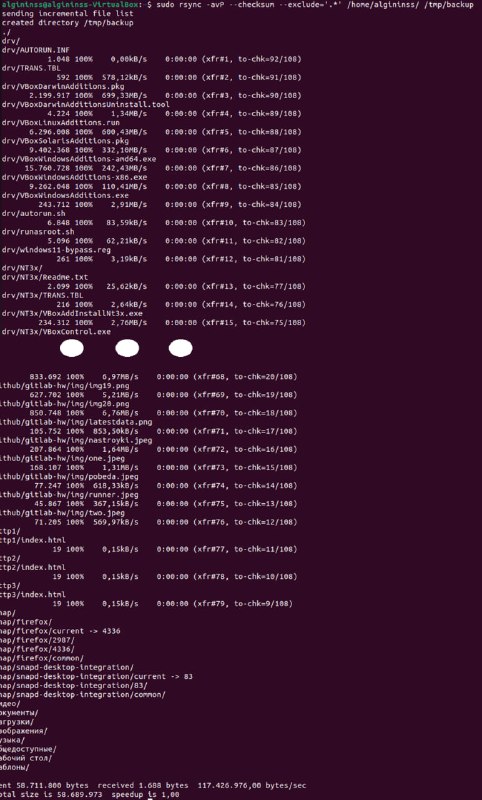 algininss@algininss-VirtualBox:~$ sudo rsync -avP --checksum --exclude='.*' /home/algininss/ /tmp/backup
sending incremental file list
created directory /tmp/backup
./
drv/
drv/AUTORUN.INF
1.048 100% 0,00kB/s 0:00:00 (xfr#1, to-chk=92/108)
drv/TRANS.TBL
592 100% 578,12kB/s 0:00:00 (xfr#2, to-chk=91/108)
drv/VBoxDarwinAdditions.pkg
2.199.917 100% 699,33MB/s 0:00:00 (xfr#3, to-chk=90/108)
drv/VBoxDarwinAdditionsUninstall.tool
4.224 100% 1,34MB/s 0:00:00 (xfr#4, to-chk=89/108)
drv/VBoxLinuxAdditions.run
6.296.008 100% 600,43MB/s 0:00:00 (xfr#5, to-chk=88/108)
drv/VBoxSolarisAdditions.pkg
9.402.368 100% 332,10MB/s 0:00:00 (xfr#6, to-chk=87/108)
drv/VBoxWindowsAdditions-amd64.exe
15.760.728 100% 242,43MB/s 0:00:00 (xfr#7, to-chk=86/108)
drv/VBoxWindowsAdditions-x86.exe
9.262.048 100% 110,41MB/s 0:00:00 (xfr#8, to-chk=85/108)
drv/VBoxWindowsAdditions.exe
243.712 100% 2,91MB/s 0:00:00 (xfr#9, to-chk=84/108)
drv/autorun.sh
6.848 100% 83,59kB/s 0:00:00 (xfr#10, to-chk=83/108)
drv/runasroot.sh
5.096 100% 62,21kB/s 0:00:00 (xfr#11, to-chk=82/108)
drv/windows11-bypass.reg
261 100% 3,19kB/s 0:00:00 (xfr#12, to-chk=81/108)
drv/NT3x/
drv/NT3x/Readme.txt
2.099 100% 25,62kB/s 0:00:00 (xfr#13, to-chk=77/108)
drv/NT3x/TRANS.TBL
216 100% 2,64kB/s 0:00:00 (xfr#14, to-chk=76/108)
drv/NT3x/VBoxAddInstallNt3x.exe
234.312 100% 2,76MB/s 0:00:00 (xfr#15, to-chk=75/108)
drv/NT3x/VBoxControl.exe
833.692 100% 6,97MB/s 0:00:00 (xfr#68, to-chk=20/108)
ithub/gitlab-hw/img/img19.png
627.702 100% 5,21MB/s 0:00:00 (xfr#69, to-chk=19/108)
ithub/gitlab-hw/img/img20.png
850.748 100% 6,76MB/s 0:00:00 (xfr#70, to-chk=18/108)
ithub/gitlab-hw/img/latestdata.png
105.752 100% 853,50kB/s 0:00:00 (xfr#71, to-chk=17/108)
ithub/gitlab-hw/img/nastroyki.jpeg
207.864 100% 1,64MB/s 0:00:00 (xfr#72, to-chk=16/108)
ithub/gitlab-hw/img/one.jpeg
168.107 100% 1,31MB/s 0:00:00 (xfr#73, to-chk=15/108)
ithub/gitlab-hw/img/pobeda.jpeg
77.247 100% 618,33kB/s 0:00:00 (xfr#74, to-chk=14/108)
ithub/gitlab-hw/img/runner.jpeg
45.867 100% 367,15kB/s 0:00:00 (xfr#75, to-chk=13/108)
ithub/gitlab-hw/img/two.jpeg
71.205 100% 569,97kB/s 0:00:00 (xfr#76, to-chk=12/108)
ttp1/
ttp1/index.html
19 100% 0,15kB/s 0:00:00 (xfr#77, to-chk=11/108)
ttp2/
ttp2/index.html
19 100% 0,15kB/s 0:00:00 (xfr#78, to-chk=10/108)
ttp3/
ttp3/index.html
19 100% 0,15kB/s 0:00:00 (xfr#79, to-chk=9/108)
nap/
nap/firefox/
nap/firefox/current -> 4336
nap/firefox/2987/
nap/firefox/4336/
nap/firefox/common/
nap/snapd-desktop-integration/
nap/snapd-desktop-integration/current -> 83
nap/snapd-desktop-integration/83/
nap/snapd-desktop-integration/common/
идео/
окументы/
агрузки/
зображения/
узыка/
бщедоступные/
абочий стол/
аблоны/
ent 58.711.800 bytes received 1.688 bytes 117.426.976,00 bytes/sec
otal size is 58.689.973 speedup is 1,00